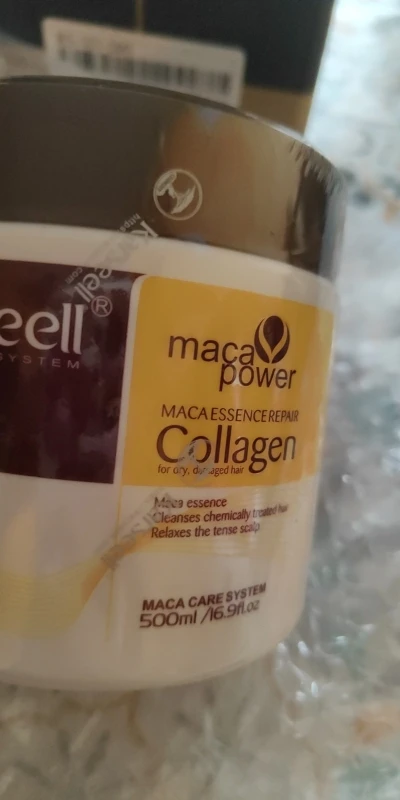 eell®
SYSTEM
maca
power
MACA ESSENCE REPAIR
Collagen
for dry, damaged hair
Maca essence
Cleanses chemically treated hair
Relaxes the tense scalp
MACA CARE SYSTEM
500ml /16.9fl.oz